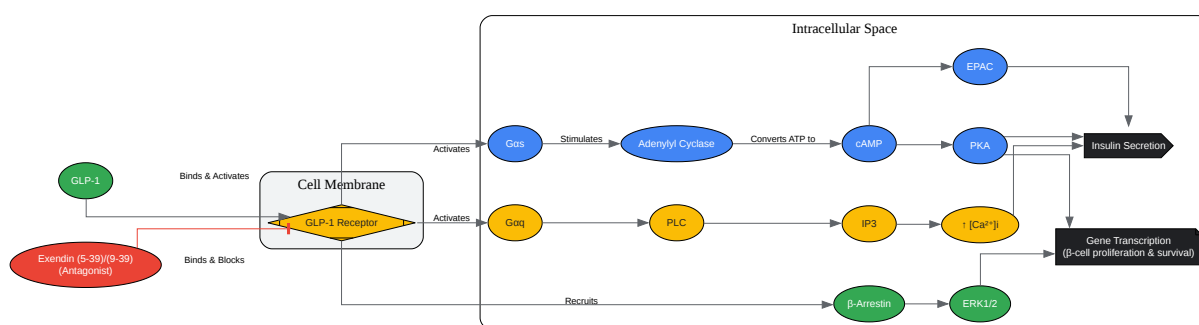 Intracellular Space
EPAC
Gαs
Stimulates
Adenylyl Cyclase
Converts ATP to
cAMP
PKA
Insulin Secretion
Activates
GLP-1
Binds & Activates
Cell Membrane
GLP-1 Receptor
Activates
Gαq
PLC
IP3
↑ [Ca²⁺]i
Gene Transcription
(β-cell proliferation & survival)
Exendin (5-39)/(9-39)
(Antagonist)
Binds & Blocks
Recruits
β-Arrestin
ERK1/2